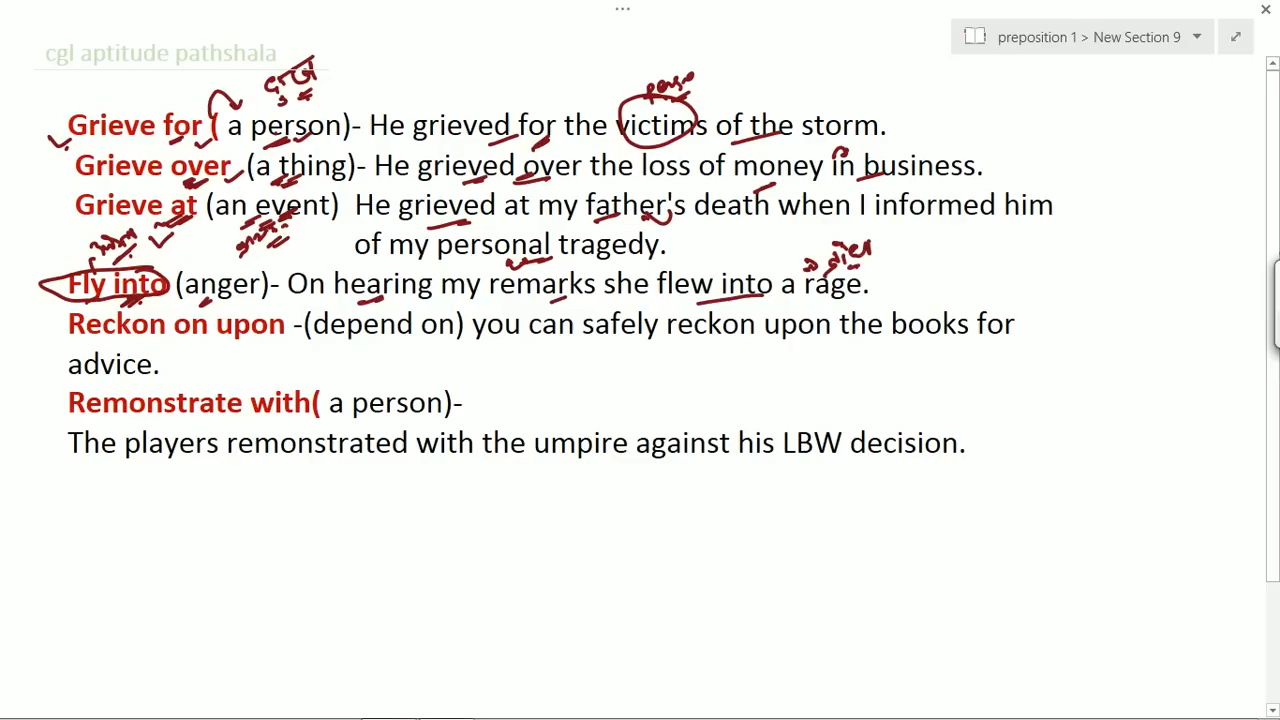 cgl aptitude pathshala
preposition 1 > New Section 9
Grieve for ( a person)- He grieved for the victims of the storm.
Grieve over (a thing)- He grieved over the loss of money in business.
Grieve at (an event) He grieved at my father's death when I informed him
of my personal tragedy.
Fly into (anger)- On hearing my remarks she flew into a rage.
Reckon on upon -(depend on) you can safely reckon upon the books for
advice.
Remonstrate with( a person)-
The players remonstrated with the umpire against his LBW decision.